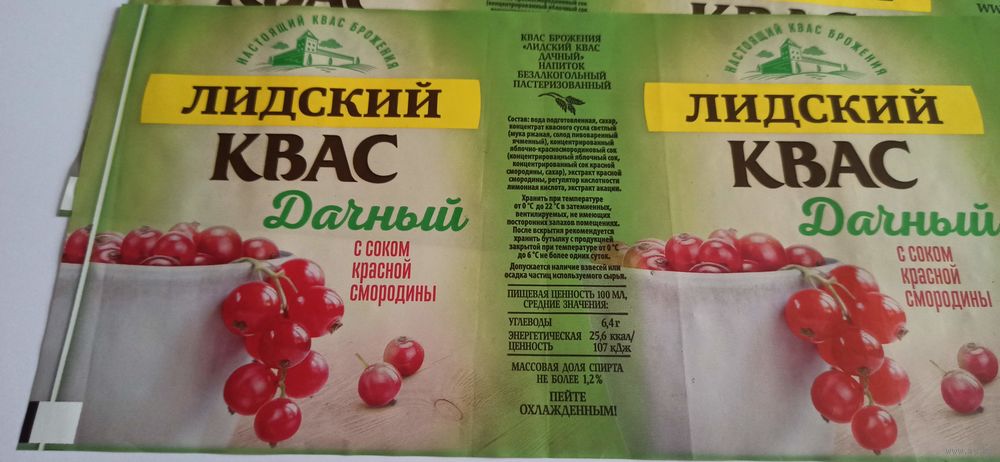 (концентрированный яблочный сок
КВАС
КВАС
НАСТОЯЩИЙ КВАС БРОЖЕНИЯ
ЛИДСКИЙ
КВАС
Дачный
с соком
красной
смородины
КВАС БРОЖЕНИЯ
«ЛИДСКИЙ КВАС
ДАЧНЫЙ»
НАПИТОК
БЕЗАЛКОГОЛЬНЫЙ
ПАСТЕРИЗОВАННЫЙ
Состав: вода подготовленная, сахар,
концентрат квасного сусла светлый
(мука ржаная, солод пивоваренный
ячменный), концентрированный
яблочно-красносмородиновый сок
(концентрированный яблочный сок,
концентрированный сок красной
смородины, сахар), экстракт красной
смородины, регулятор кислотности
лимонная кислота, экстракт акации.
Хранить при температуре
от 0 °С до 22 °С в затемненных,
вентилируемых, не имеющих
посторонних запахов помещениях.
После вскрытия рекомендуется
хранить бутылку с продукцией
закрытой при температуре от 0 °С
до 6 °С не более одних суток.
Допускается наличие взвесей или
осадка частиц используемого сырья.
ПИЩЕВАЯ ЦЕННОСТЬ 100 МЛ,
СРЕДНИЕ ЗНАЧЕНИЯ:
УГЛЕВОДЫ 6,4 г
ЭНЕРГЕТИЧЕСКАЯ 25,6 ккал/
ЦЕННОСТЬ 107 кДж
МАССОВАЯ ДОЛЯ СПИРТА
НЕ БОЛЕЕ 1,2%
ПЕЙТЕ
ОХЛАЖДЕННЫМ!
НАСТОЯЩИЙ КВАС БРОЖЕНИЯ
ЛИДСКИЙ
КВАС
Дачный
с соком
красной
смородины